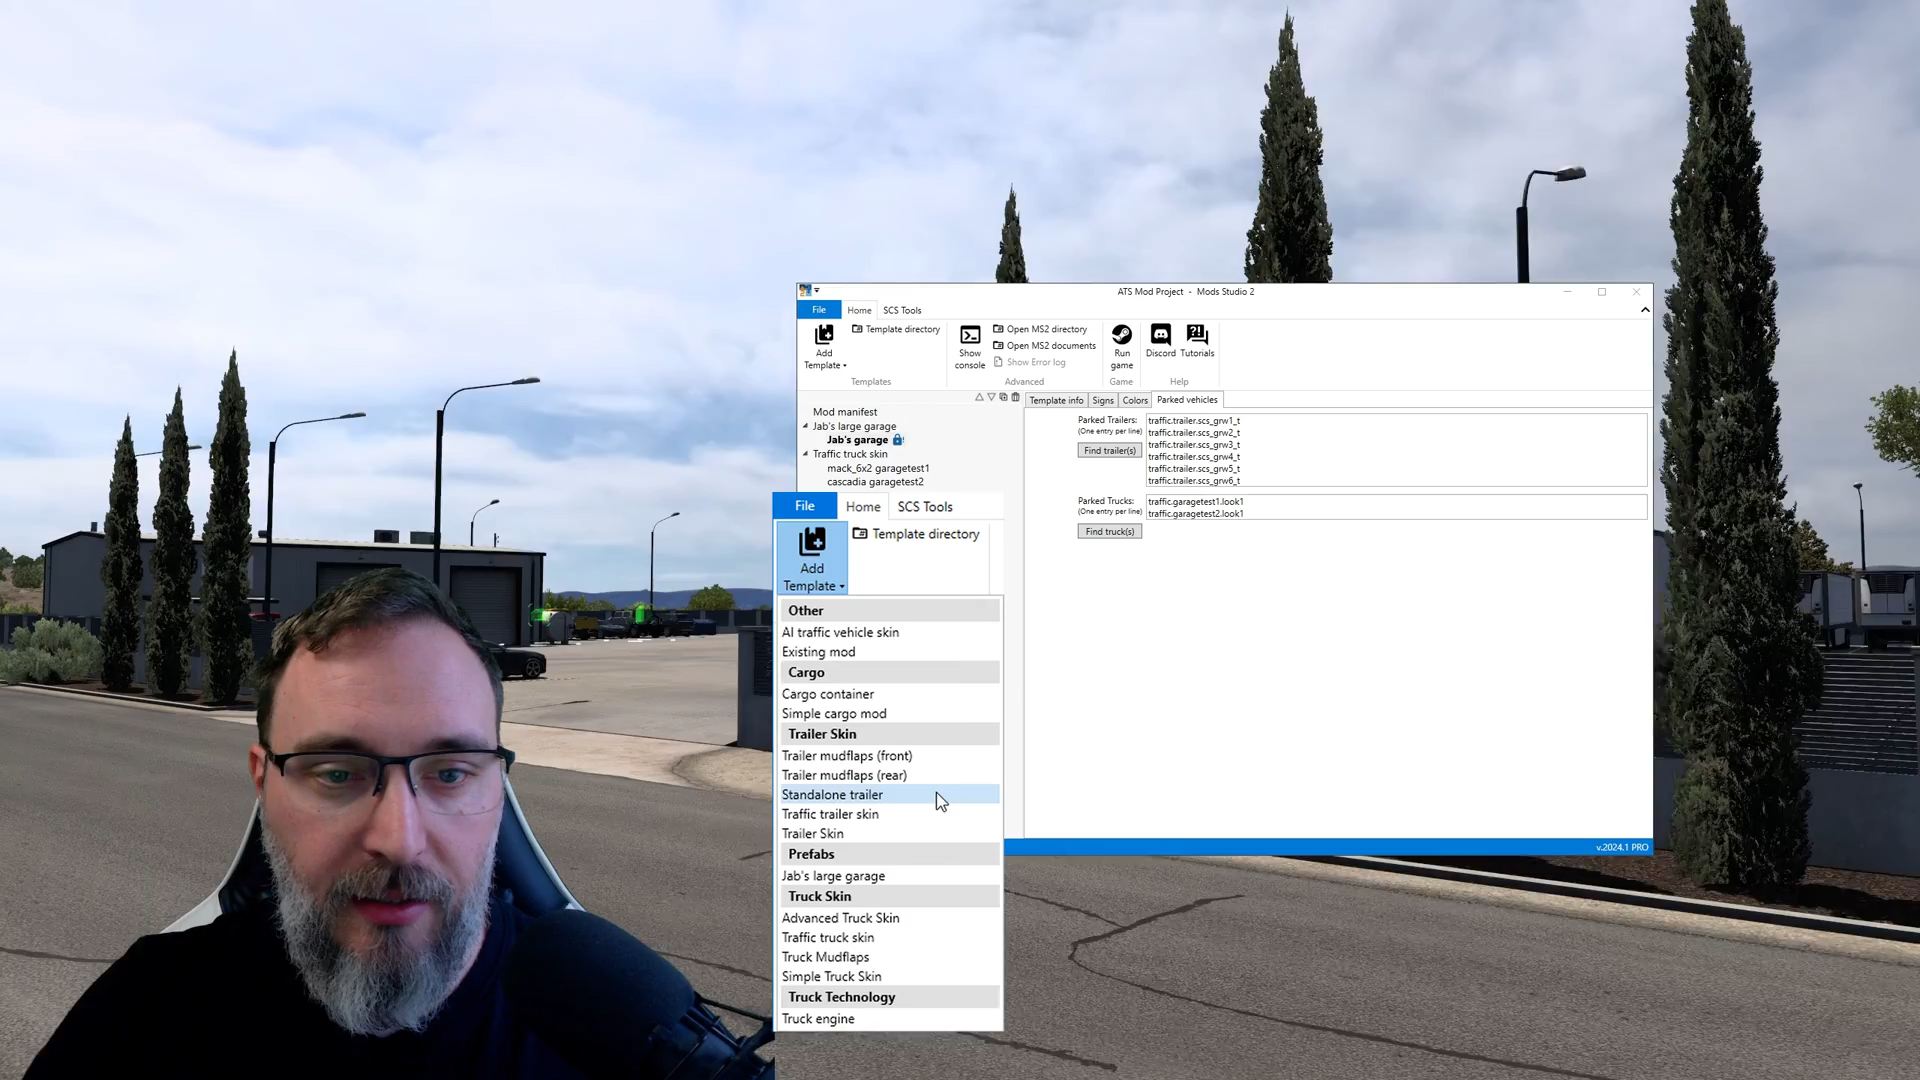 ATS Mod Project - Mods Studio 2
File Home SCS Tools
Add Template
Template directory
Templates
Show console
Open MS2 directory
Open MS2 documents
Show Error log
Advanced
Run game
Game
Discord
Tutorials
Help
Mod manifest
Jab's large garage
Jab's garage
Traffic truck skin
mack_6x2 garagetest1
cascadia garagetest2
Template info Signs Colors Parked vehicles
Parked Trailers:
(One entry per line)
Find trailer(s)
traffic.trailer.scs_grw1_t
traffic.trailer.scs_grw2_t
traffic.trailer.scs_grw3_t
traffic.trailer.scs_grw4_t
traffic.trailer.scs_grw5_t
traffic.trailer.scs_grw6_t
Parked Trucks:
(One entry per line)
Find truck(s)
traffic.garagetest1.look1
traffic.garagetest2.look1
v.2024.1 PRO
File Home SCS Tools
Add
Template
Template directory
Other
AI traffic vehicle skin
Existing mod
Cargo
Cargo container
Simple cargo mod
Trailer Skin
Trailer mudflaps (front)
Trailer mudflaps (rear)
Standalone trailer
Traffic trailer skin
Trailer Skin
Prefabs
Jab's large garage
Truck Skin
Advanced Truck Skin
Traffic truck skin
Truck Mudflaps
Simple Truck Skin
Truck Technology
Truck engine